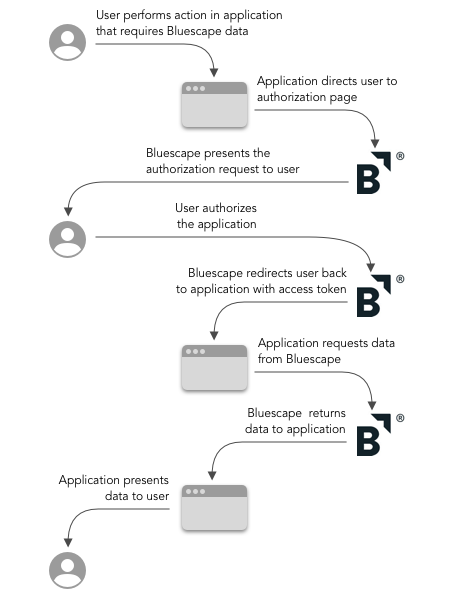 User performs action in application
that requires Bluescape data
Application directs user to
authorization page
Bluescape presents the
authorization request to user
B®
User authorizes
the application
Bluescape redirects user back
to application with access token
B®
Application requests data
from Bluescape
Bluescape returns
data to application
B®
Application presents
data to user